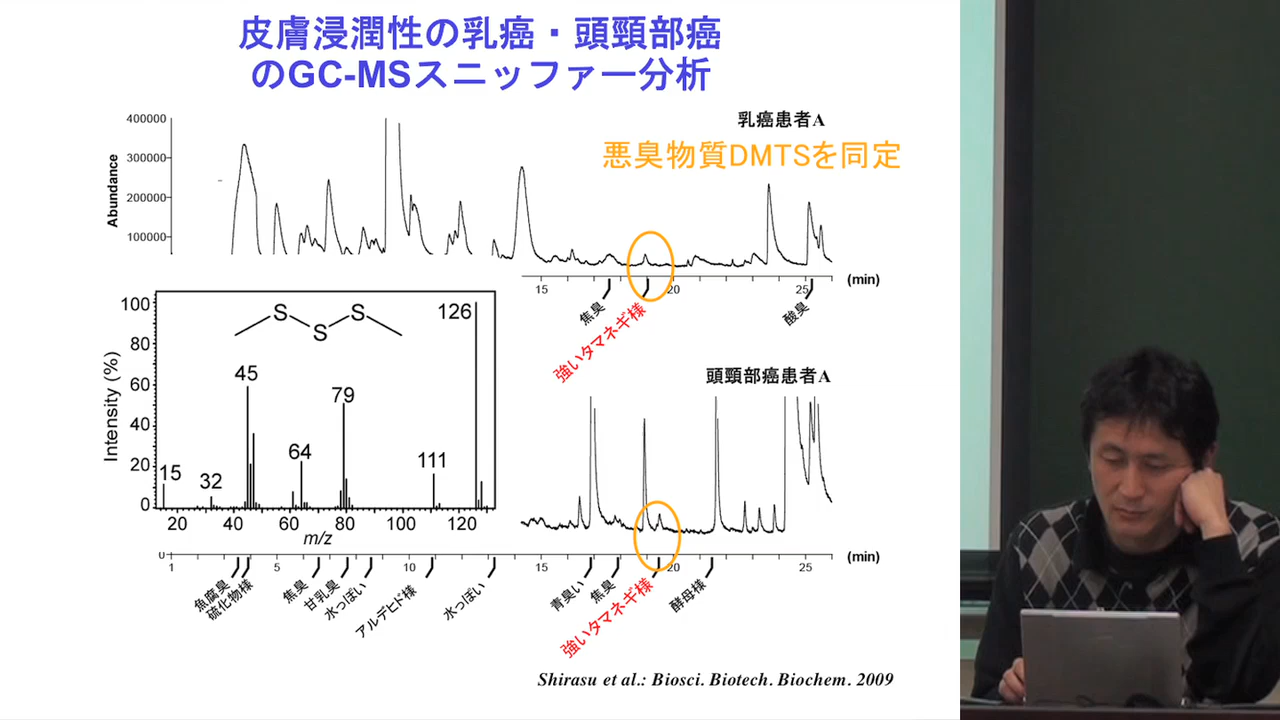 皮膚浸潤性の乳癌・頭頸部癌
のGC-MSスニッファー分析
乳癌患者A
悪臭物質DMTSを同定
Abundance
400000
300000
200000
100000
15
20
25
(min)
焦臭
強いタマネギ様
酸臭
頭頸部癌患者A
Intensity (%)
100
80
60
40
20
0
S
S
S
126
45
79
64
111
15
32
20
40
60
80
100
120
m/z
0
1
5
10
15
20
25
(min)
魚腐臭
硫化物様
焦臭
甘乳臭
水っぽい
アルデヒド様
水っぽい
青臭い
焦臭
強いタマネギ様
酵母様
Shirasu et al.: Biosci. Biotech. Biochem. 2009